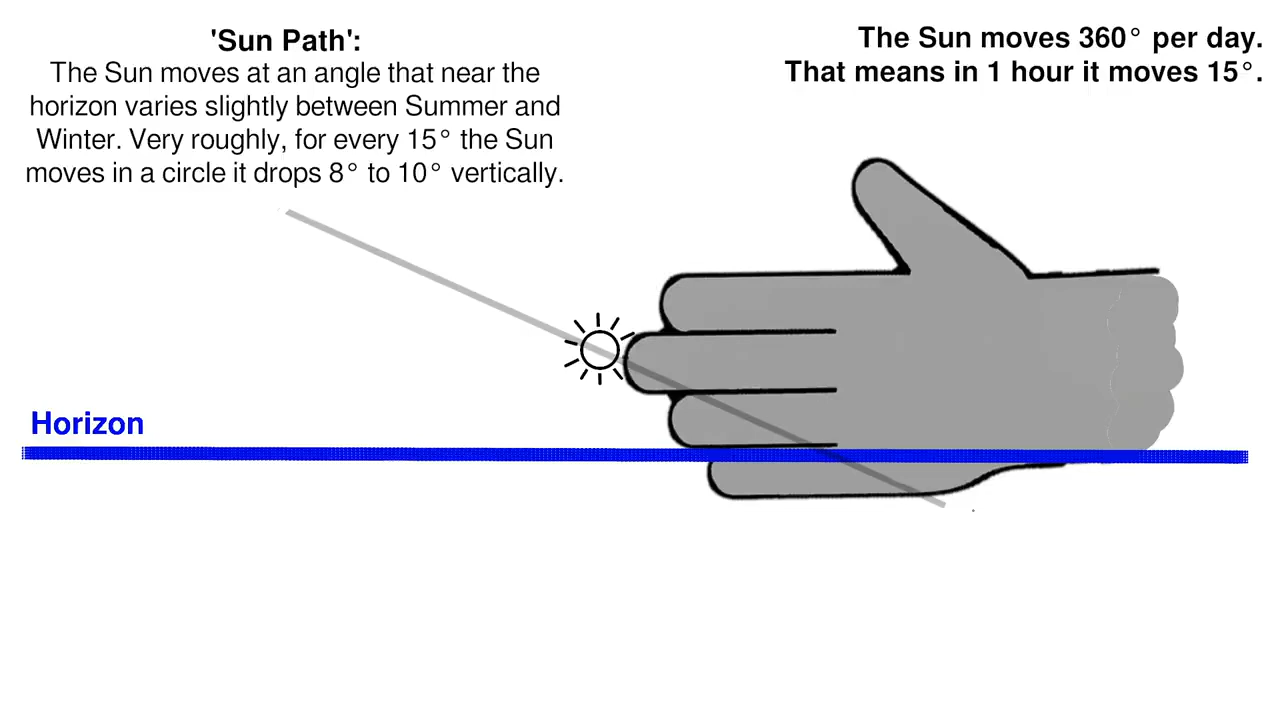 'Sun Path':
The Sun moves at an angle that near the
horizon varies slightly between Summer and
Winter. Very roughly, for every 15° the Sun
moves in a circle it drops 8° to 10° vertically.
The Sun moves 360° per day.
That means in 1 hour it moves 15°.
Horizon